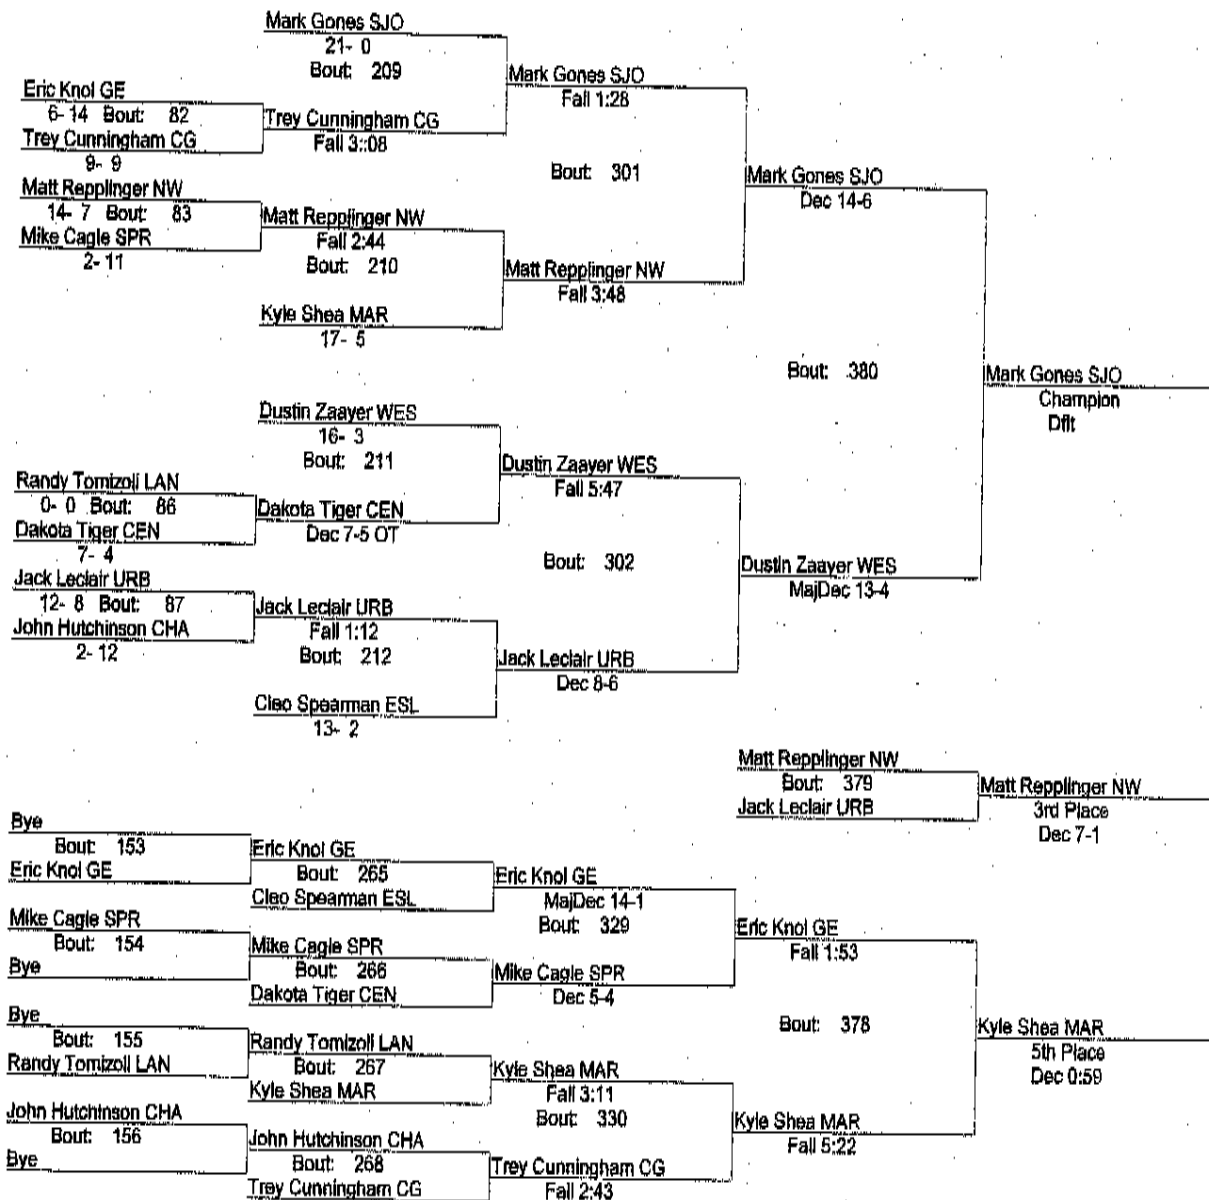 Mark Gones SJO
21- 0
Bout: 209
Mark Gones SJO
Fall 1:28
Eric Knol GE
6- 14 Bout: 82
Trey Cunningham CG
9- 9
Trey Cunningham CG
Fall 3::08
Bout: 301
Mark Gones SJO
Dec 14-6
Matt Repplinger NW
14- 7 Bout: 83
Mike Cagle SPR
2- 11
Matt Repplinger NW
Fall 2:44
Bout: 210
Matt Repplinger NW
Fall 3:48
Kyle Shea MAR
17- 5
Bout: 380
Mark Gones SJO
Champion
Dflt
Dustin Zaayer WES
16- 3
Bout: 211
Dustin Zaayer WES
Fall 5:47
Randy Tomizoli LAN
0- 0 Bout: 86
Dakota Tiger CEN
7- 4
Dakota Tiger CEN
Dec 7-5 OT
Bout: 302
Dustin Zaayer WES
MajDec 13-4
Jack Leclair URB
12- 8 Bout: 87
John Hutchinson CHA
2- 12
Jack Leclair URB
Fall 1:12
Bout: 212
Jack Leclair URB
Dec 8-6
Cleo Spearman ESL
13- 2
Matt Repplinger NW
Bout: 379
Jack Leclair URB
Matt Repplinger NW
3rd Place
Dec 7-1
Bye
Bout: 153
Eric Knol GE
Eric Knol GE
Bout: 265
Cleo Spearman ESL
Eric Knol GE
MajDec 14-1
Bout: 329
Eric Knol GE
Fall 1:53
Mike Cagle SPR
Bout: 154
Bye
Mike Cagle SPR
Bout: 266
Dakota Tiger CEN
Mike Cagle SPR
Dec 5-4
Bout: 378
Kyle Shea MAR
5th Place
Dec 0:59
Bye
Bout: 155
Randy Tomizoli LAN
Randy Tomizoli LAN
Bout: 267
Kyle Shea MAR
Kyle Shea MAR
Fall 3:11
Bout: 330
Kyle Shea MAR
Fall 5:22
John Hutchinson CHA
Bout: 156
Bye
John Hutchinson CHA
Bout: 268
Trey Cunningham CG
Trey Cunningham CG
Fall 2:43